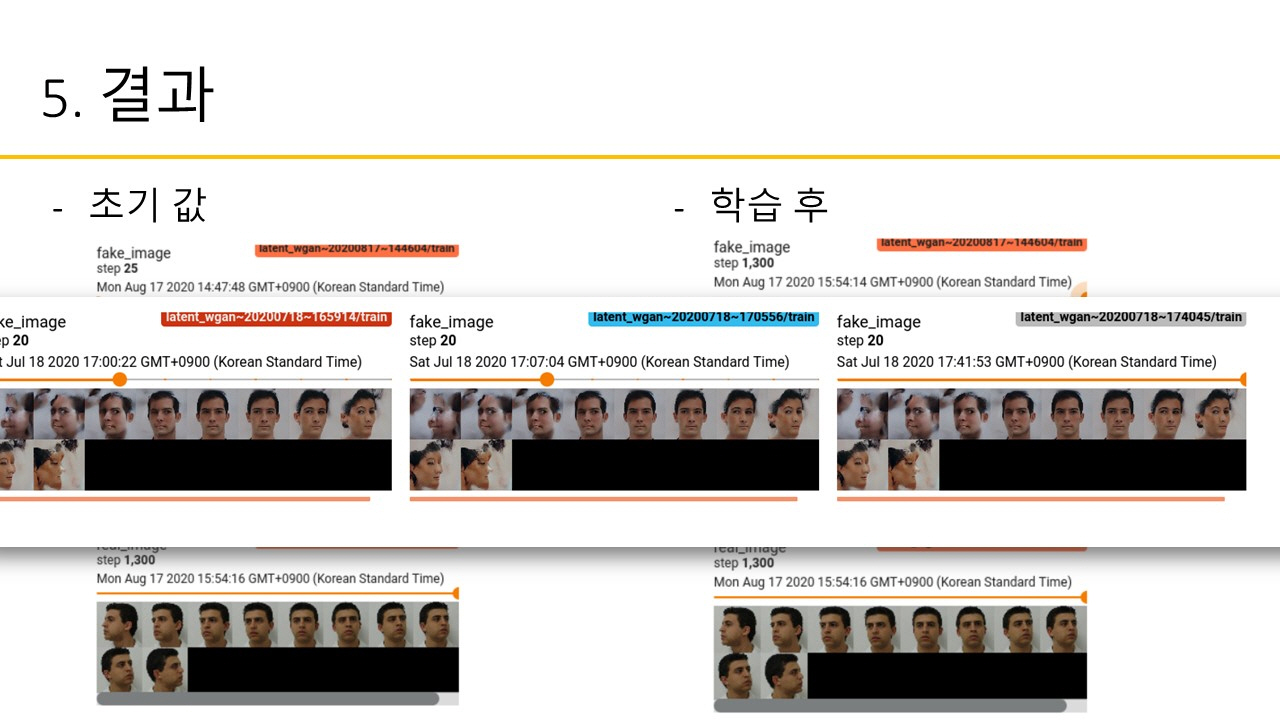 5. 결과
- 초기 값
fake_image
latent_wgan~20200817~144604/train
step 25
Mon Aug 17 2020 14:47:48 GMT+0900 (Korean Standard Time)
- 학습 후
fake_image
latent_wgan~20200817~144604/train
step 1,300
Mon Aug 17 2020 15:54:14 GMT+0900 (Korean Standard Time)
ke_image
latent_wgan~20200718~165914/train
ep 20
t Jul 18 2020 17:00:22 GMT+0900 (Korean Standard Time)
fake_image
latent_wgan~20200718~170556/train
step 20
Sat Jul 18 2020 17:07:04 GMT+0900 (Korean Standard Time)
fake_image
latent_wgan~20200718~174045/train
step 20
Sat Jul 18 2020 17:41:53 GMT+0900 (Korean Standard Time)
real_image
step 1,300
Mon Aug 17 2020 15:54:16 GMT+0900 (Korean Standard Time)
real_image
step 1,300
Mon Aug 17 2020 15:54:16 GMT+0900 (Korean Standard Time)